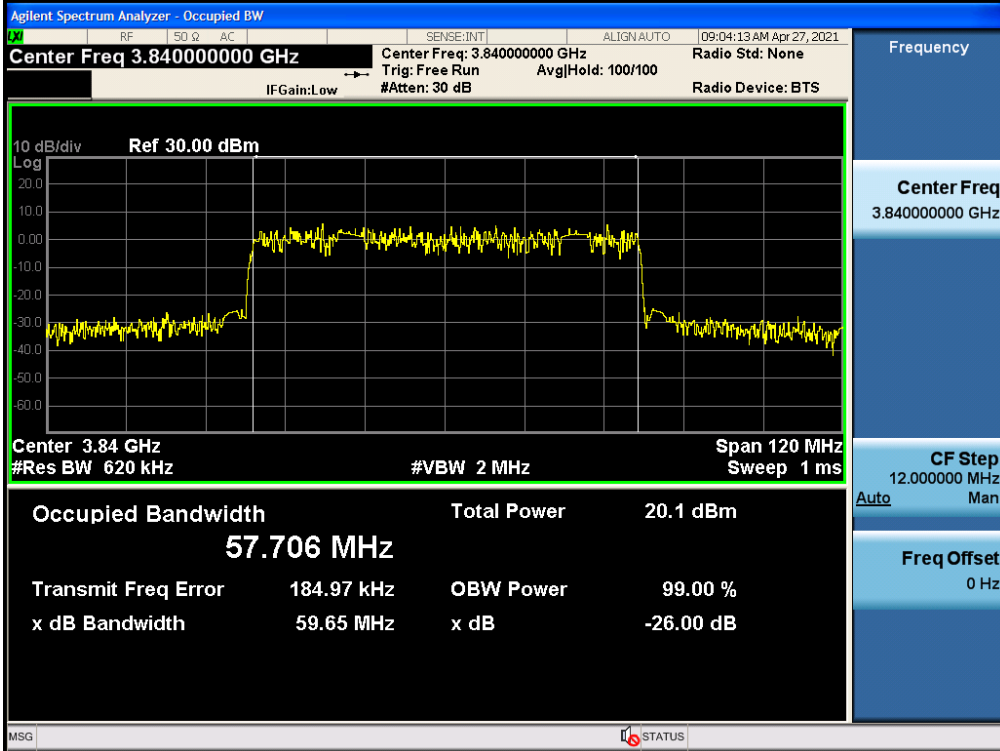 Agilent Spectrum Analyzer - Occupied BW
LXI RF 50 Ω AC SENSE:INT ALIGN AUTO 09:04:13 AM Apr 27, 2021
Center Freq 3.840000000 GHz
Center Freq: 3.840000000 GHz
Radio Std: None
Trig: Free Run Avg|Hold: 100/100
IFGain:Low
#Atten: 30 dB
Radio Device: BTS
10 dB/div Ref 30.00 dBm
Log
20.0
10.0
0.00
-10.0
-20.0
-30.0
-40.0
-50.0
-60.0
Center 3.84 GHz Span 120 MHz
#Res BW 620 kHz #VBW 2 MHz Sweep 1 ms
Occupied Bandwidth Total Power 20.1 dBm
57.706 MHz
Transmit Freq Error 184.97 kHz OBW Power 99.00 %
x dB Bandwidth 59.65 MHz x dB -26.00 dB
MSG STATUS
Frequency
Center Freq
3.840000000 GHz
CF Step
12.000000 MHz
Auto Man
Freq Offset
0 Hz